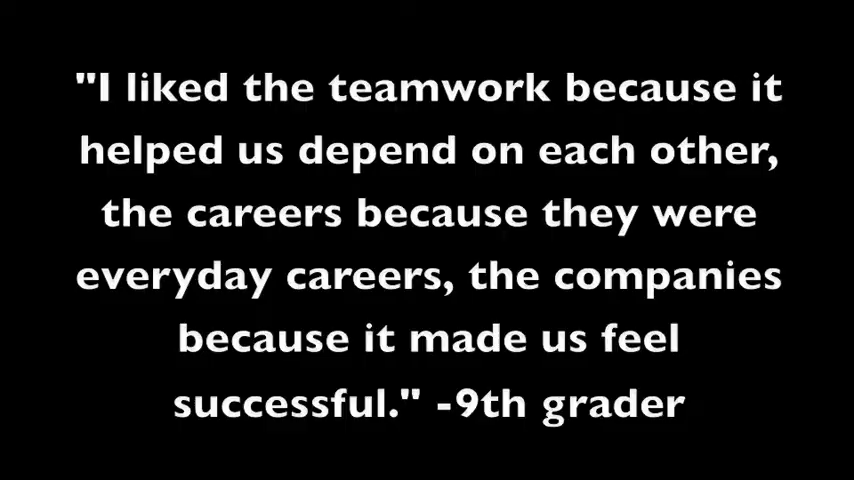 "I liked the teamwork because it
helped us depend on each other,
the careers because they were
everyday careers, the companies
because it made us feel
successful." -9th grader